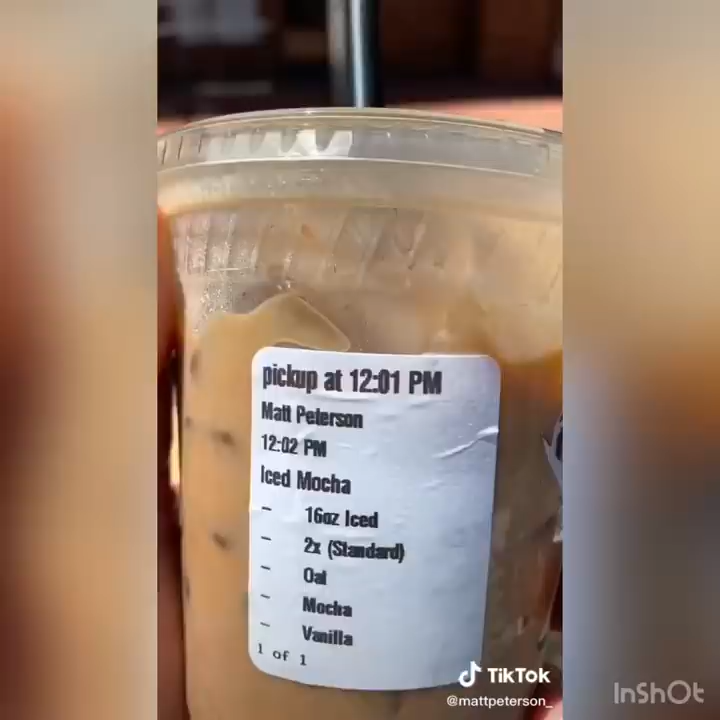 pickup at 12:01 PM
Matt Peterson
12:02 PM
Iced Mocha
- 16oz Iced
- 2x (Standard)
- Oat
- Mocha
- Vanilla
1 of 1
TikTok
@mattpeterson_
InShOt